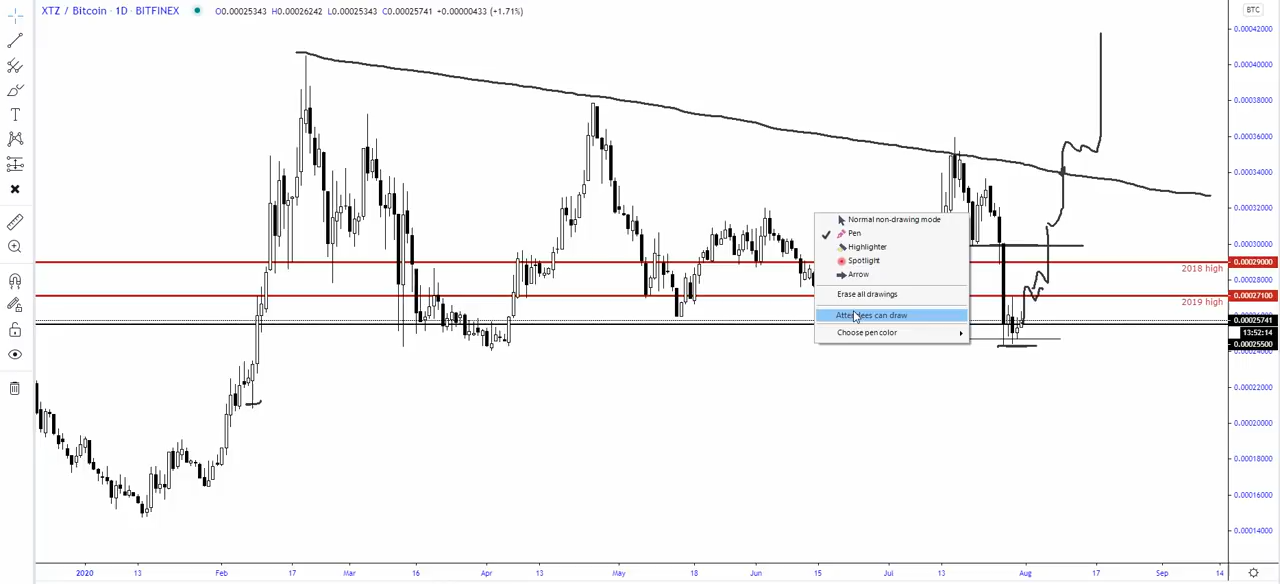 XTZ / Bitcoin · 1D · BITFINEX O0.00025343 H0.00026242 L0.00025343 C0.00025741 +0.00000433 (+1.71%)
BTC
0.00042000
0.00040000
0.00038000
0.00036000
0.00034000
0.00032000
0.00030000
0.00029000
2018 high
0.00027100
2019 high
0.00025741
13:52:14
0.00025500
0.00024000
0.00022000
0.00020000
0.00018000
0.00016000
0.00014000
Normal non-drawing mode
Pen
Highlighter
Spotlight
Arrow
Erase all drawings
Attendees can draw
Choose pen color
2020 13 Feb 17 Mar 16 Apr 13 May 18 Jun 15 Jul 13 Aug 17 Sep 14